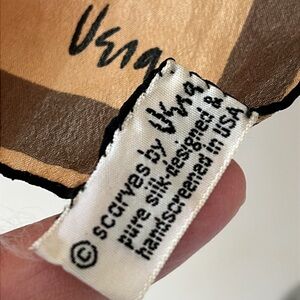 Vera
© scarves by Vera
pure silk-designed &
handscreened in USA